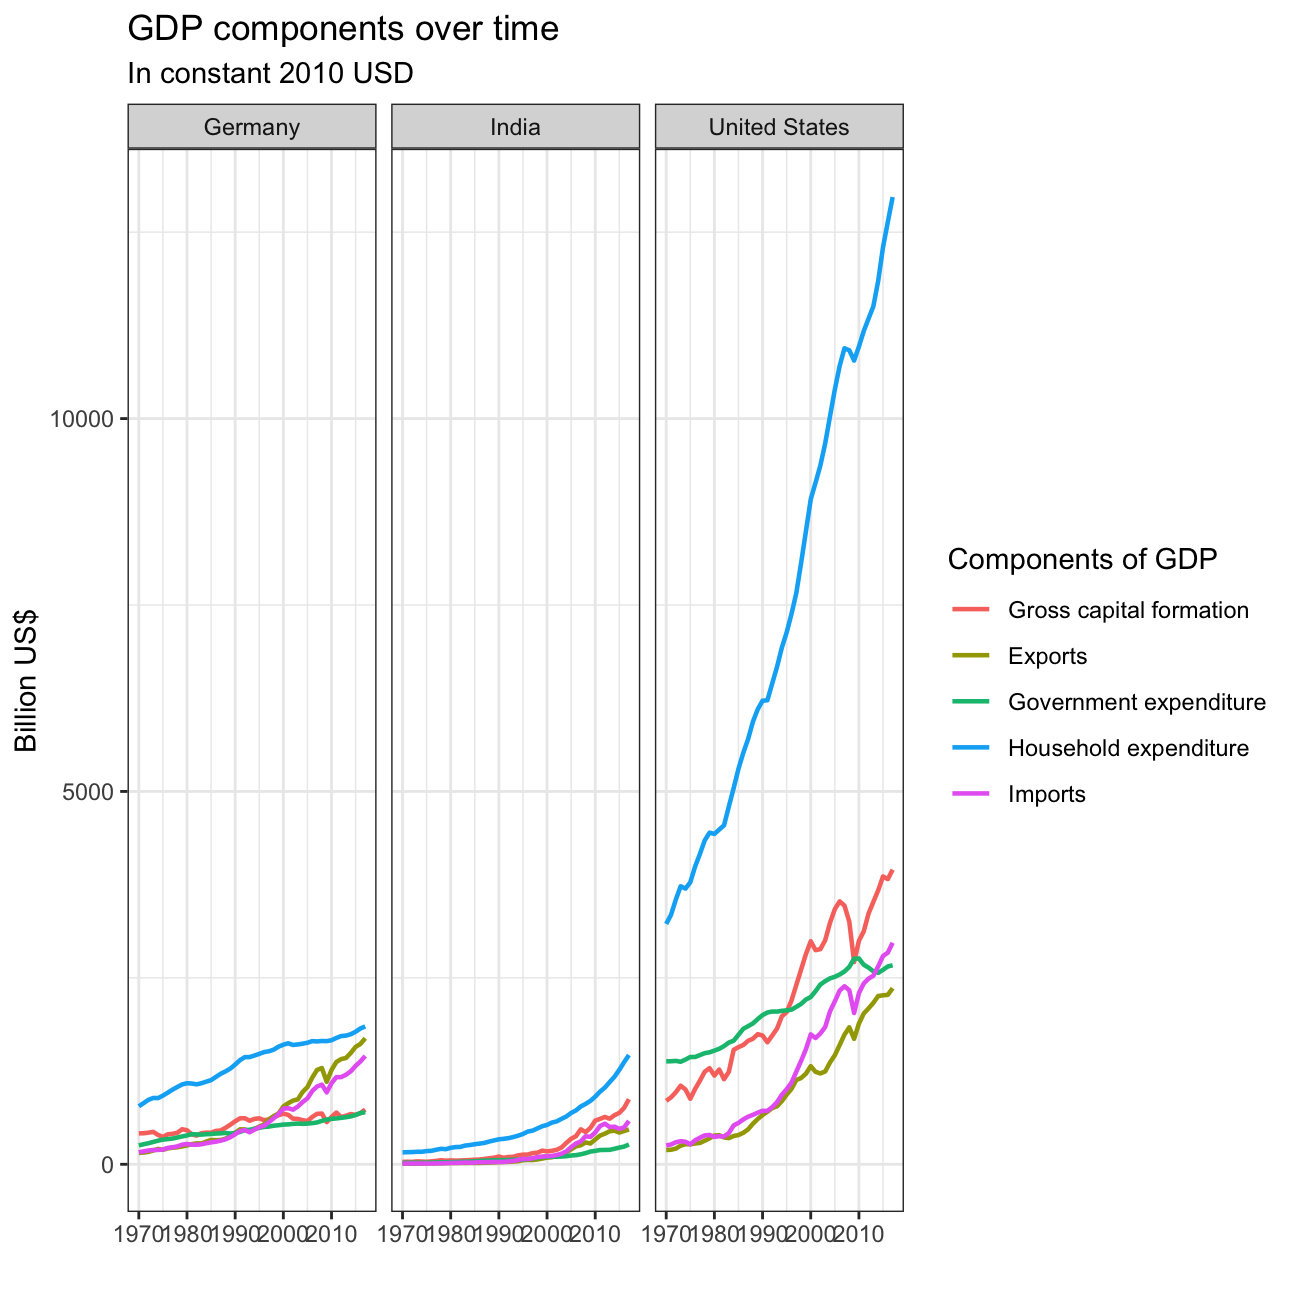 GDP components over time
In constant 2010 USD
Germany India United States
10000
5000
0
Billion US$
1970 1980 1990 2000 2010 1970 1980 1990 2000 2010 1970 1980 1990 2000 2010
Components of GDP
Gross capital formation
Exports
Government expenditure
Household expenditure
Imports